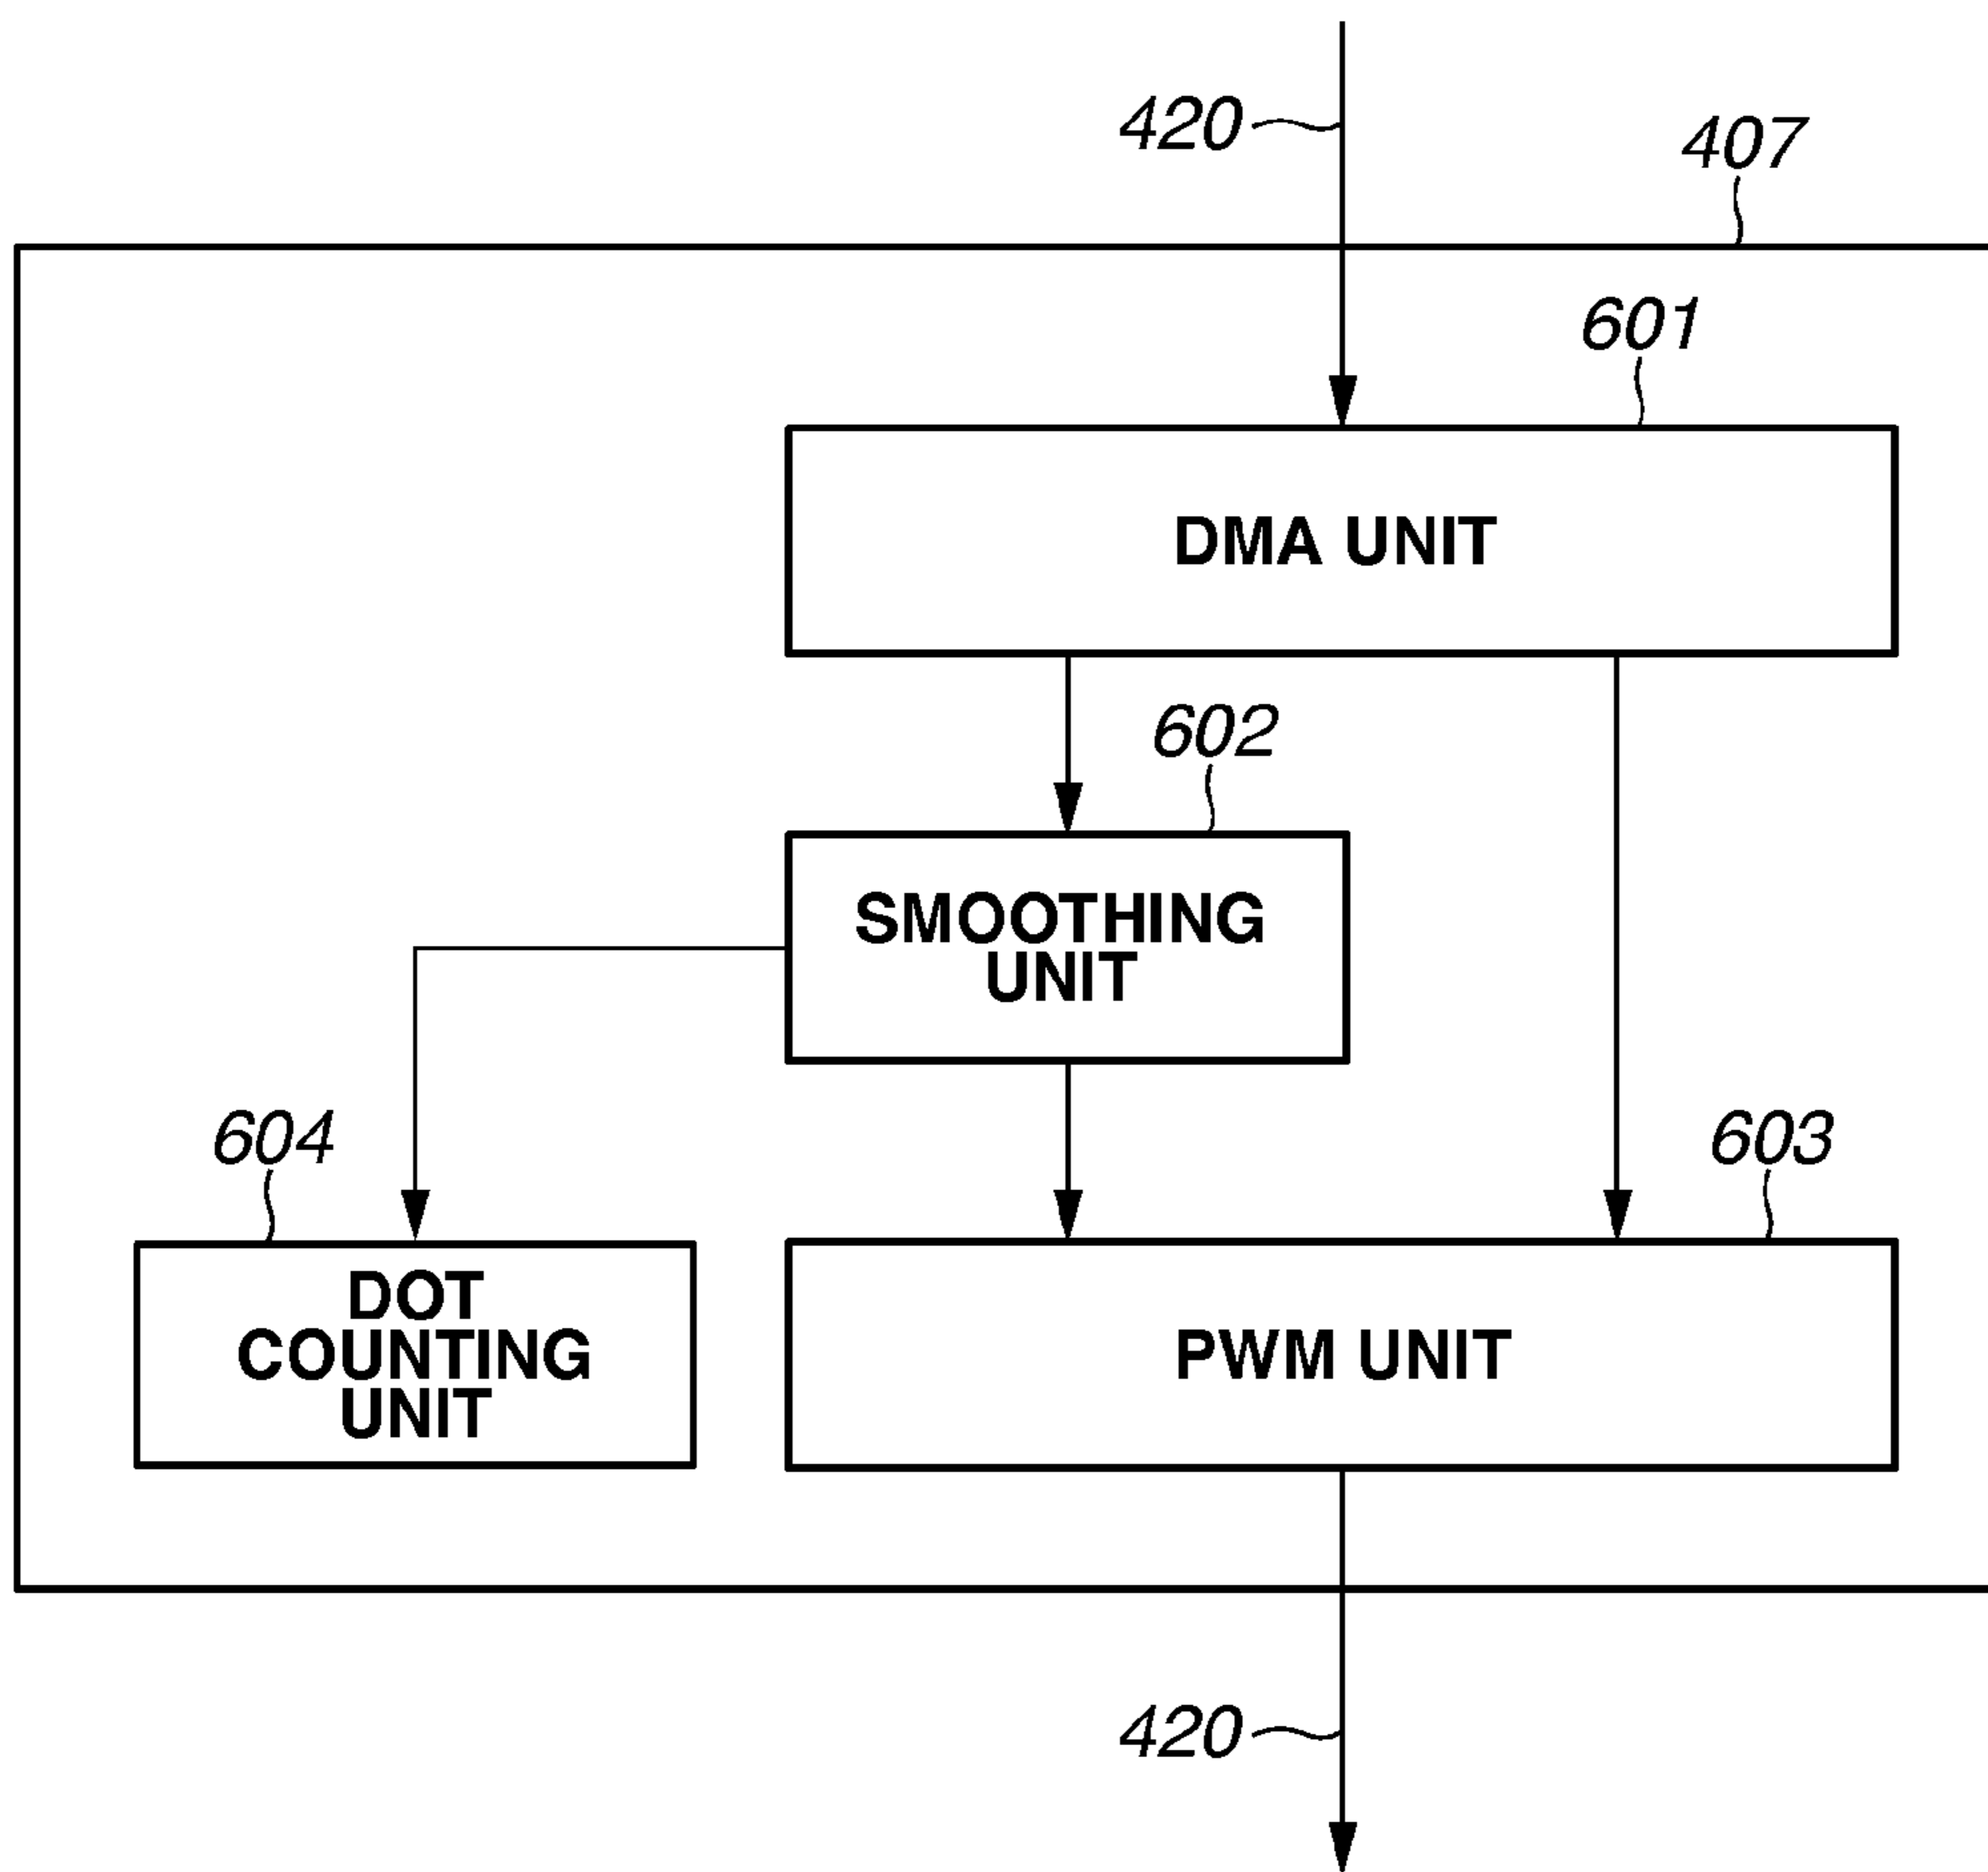 420
407
601
DMA UNIT
602
SMOOTHING
UNIT
604
603
DOT
COUNTING
UNIT
PWM UNIT
420